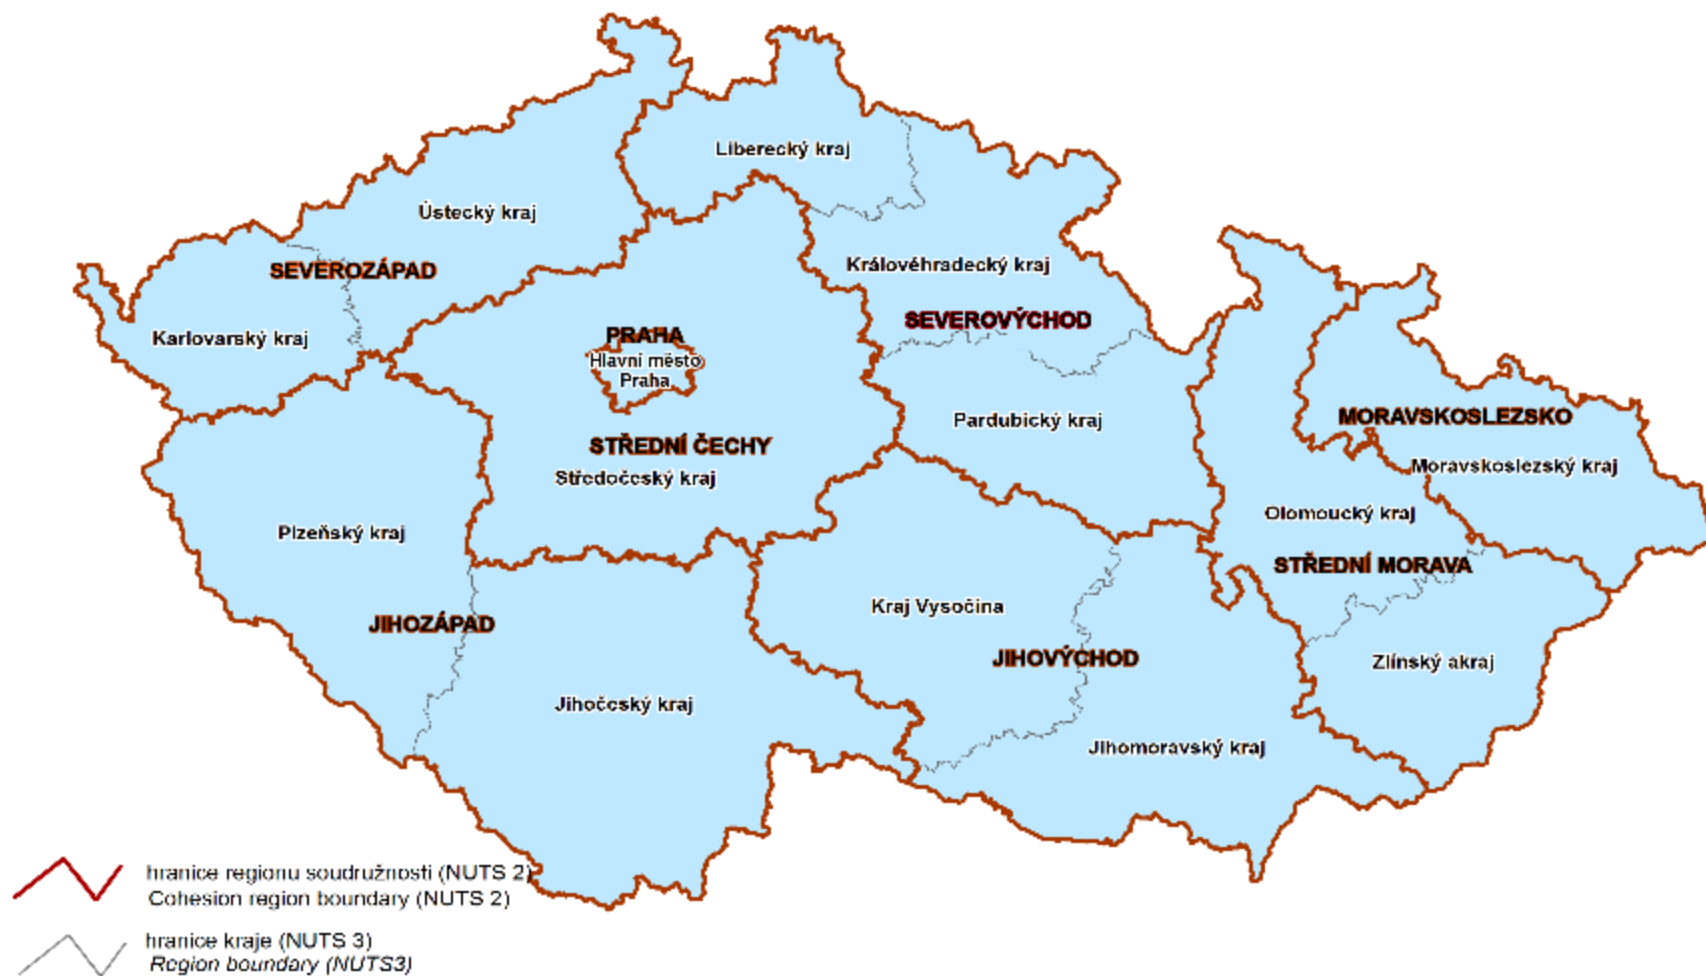 Liberecký kraj
Ústecký kraj
SEVEROZÁPAD
Královéhradecký kraj
SEVEROVÝCHOD
Karlovarský kraj
PRAHA
Hlavní město
Praha
Pardubický kraj
MORAVSKOSLEZSKO
STŘEDNÍ ČECHY
Středočeský kraj
Moravskoslezský kraj
Olomoucký kraj
Plzeňský kraj
STŘEDNÍ MORAVA
Kraj Vysočina
JIHOZÁPAD
JIHOVÝCHOD
Zlínský akraj
Jihočeský kraj
Jihomoravský kraj
hranice regionu soudružnosti (NUTS 2)
Cohesion region boundary (NUTS 2)
hranice kraje (NUTS 3)
Region boundary (NUTS3)